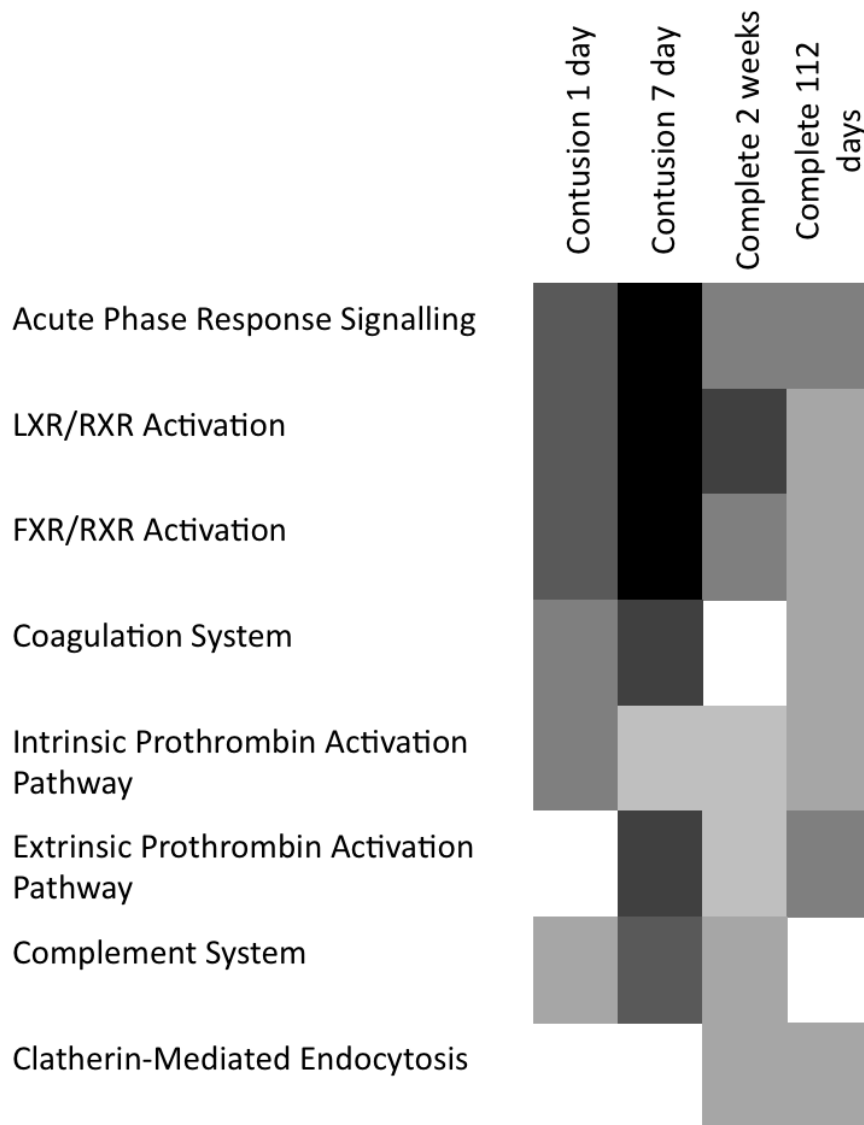 Contusion 1 day
Contusion 7 day
Complete 2 weeks
Complete 112
days
Acute Phase Response Signalling
LXR/RXR Activation
FXR/RXR Activation
Coagulation System
Intrinsic Prothrombin Activation
Pathway
Extrinsic Prothrombin Activation
Pathway
Complement System
Clatherin-Mediated Endocytosis